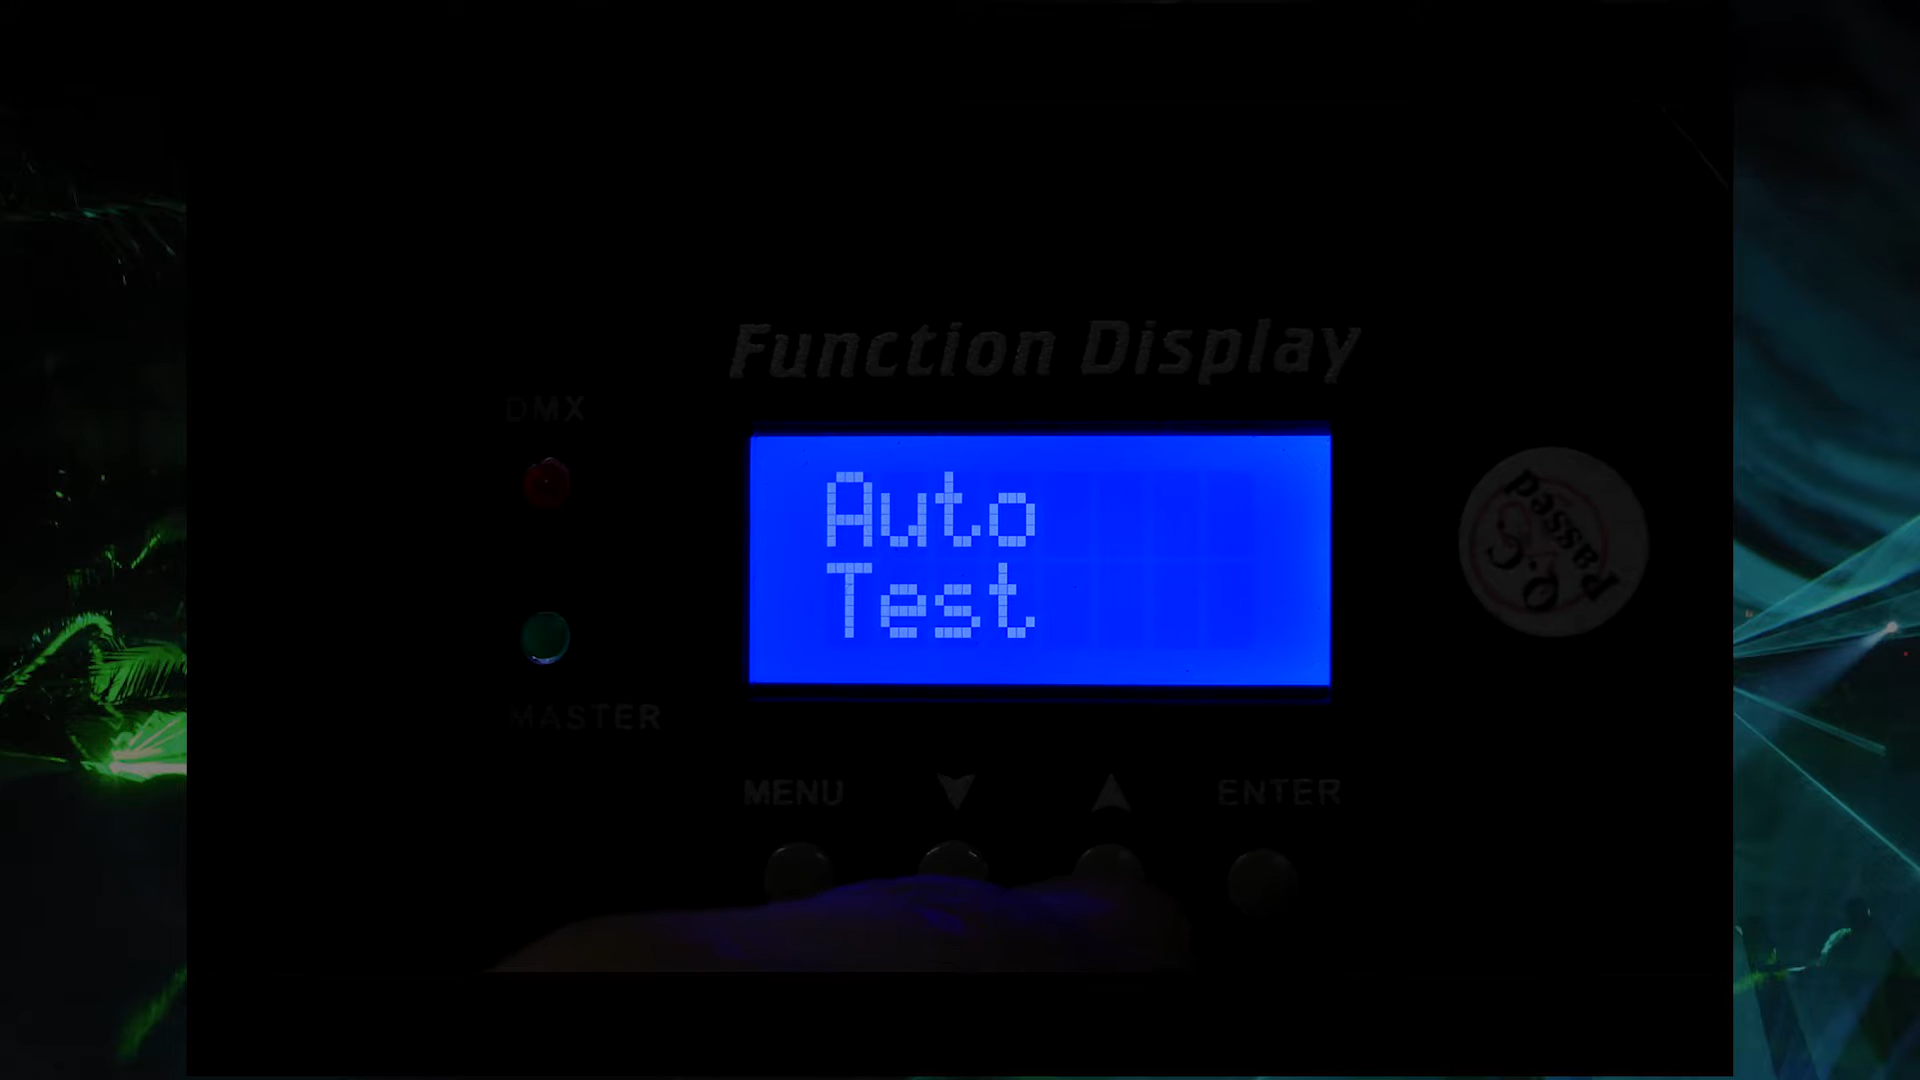 Function Display
DMX
Auto
Test
Q.C
Passed
MASTER
MENU
ENTER